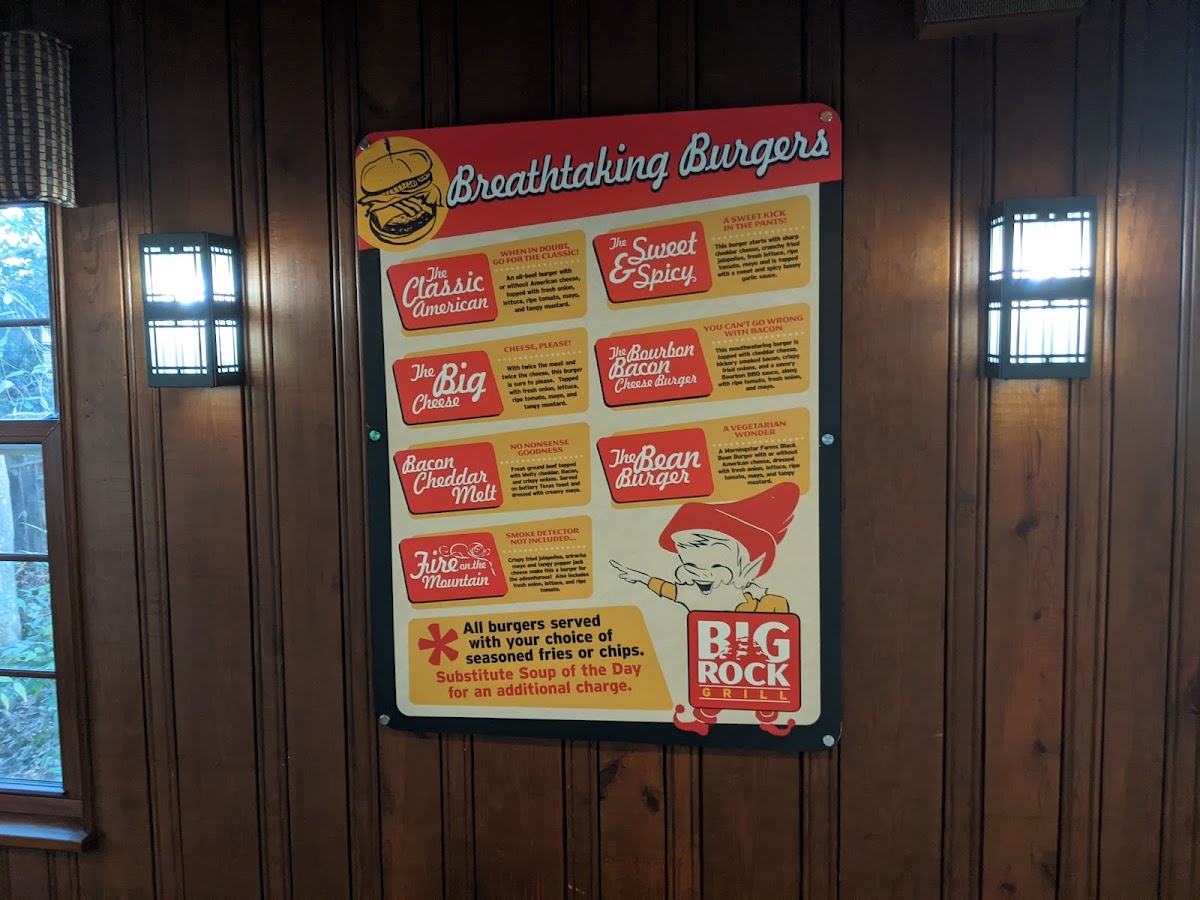 Breathtaking Burgers
The
Classic
American
WHEN IN DOUBT,
GO FOR THE CLASSIC!
An all-beef burger with
or without American cheese,
topped with fresh onion,
lettuce, ripe tomato, mayo,
and tangy mustard.
The
Big
Cheese
CHEESE, PLEASE!
With twice the meat and
twice the cheese, this burger
is sure to please. Topped
with fresh onion, lettuce,
ripe tomato, mayo, and
tangy mustard.
Bacon
Cheddar
Melt
NO NONSENSE
GOODNESS
Fresh ground beef topped
with Melty cheddar, Bacon,
and crispy onions. Served
on buttery Texas toast and
dressed with creamy mayo.
Fire on the
Mountain
SMOKE DETECTOR
NOT INCLUDED...
Crispy fried jalapeños, sriracha
mayo and tangy pepper jack
cheese make this a burger for
the adventurous! Also includes
fresh onion, lettuce, and ripe
tomato.
The
Sweet
& Spicy
A SWEET KICK
IN THE PANTS!
This burger starts with sharp
cheddar cheese, crunchy fried
jalapeños, fresh lettuce, ripe
tomato, mayo and is topped
with a sweet and spicy honey
garlic sauce.
The Bourbon
Bacon
Cheese Burger
YOU CAN'T GO WRONG
WITH BACON
This mouthwatering burger is
topped with cheddar cheese,
hickory smoked bacon, crispy
fried onions, and a savory
Bourbon BBQ sauce, along
with ripe tomato, fresh onion,
and mayo.
The Bean
Burger
A VEGETARIAN
WONDER
A Morningstar Farms Black
Bean Burger with or without
American cheese, dressed
with fresh onion, lettuce, ripe
tomato, mayo, and tangy
mustard.
* All burgers served
with your choice of
seasoned fries or chips.
Substitute Soup of the Day
for an additional charge.
BIG
ROCK
GRILL